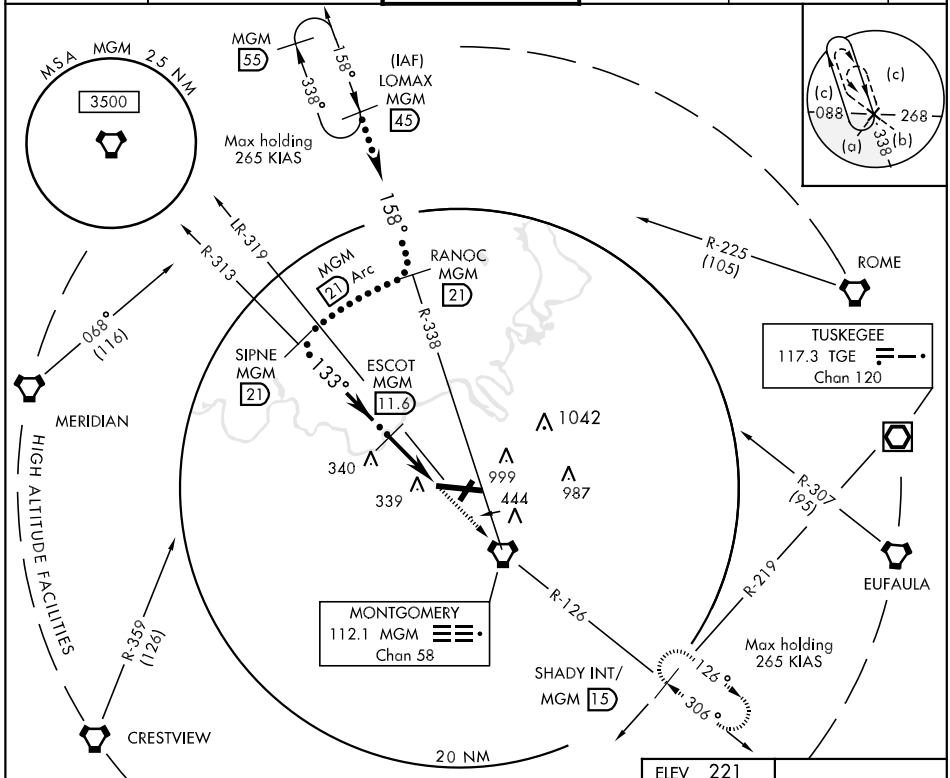 MSA MGM 25 NM
3500
MGM
55
158°
338°
(IAF)
LOMAX
MGM
45
Max holding
265 KIAS
(c)
(c)
088
268
(a)
338
(b)
158°
LR-319
R-313
MGM
21 Arc
RANOC
MGM
21
R-338
R-225
(105)
ROME
068°
(116)
MERIDIAN
SIPNE
MGM
21
133°
ESCOT
MGM
11.6
TUSKEGEE
117.3 TGE
Chan 120
1042
340
339
999
444
987
R-307
(95)
EUFAULA
HIGH ALTITUDE FACILITIES
R-359
(126)
CRESTVIEW
MONTGOMERY
112.1 MGM
Chan 58
R-126
R-219
SHADY INT/
MGM 15
126°
306°
Max holding
265 KIAS
20 NM
ELEV 221